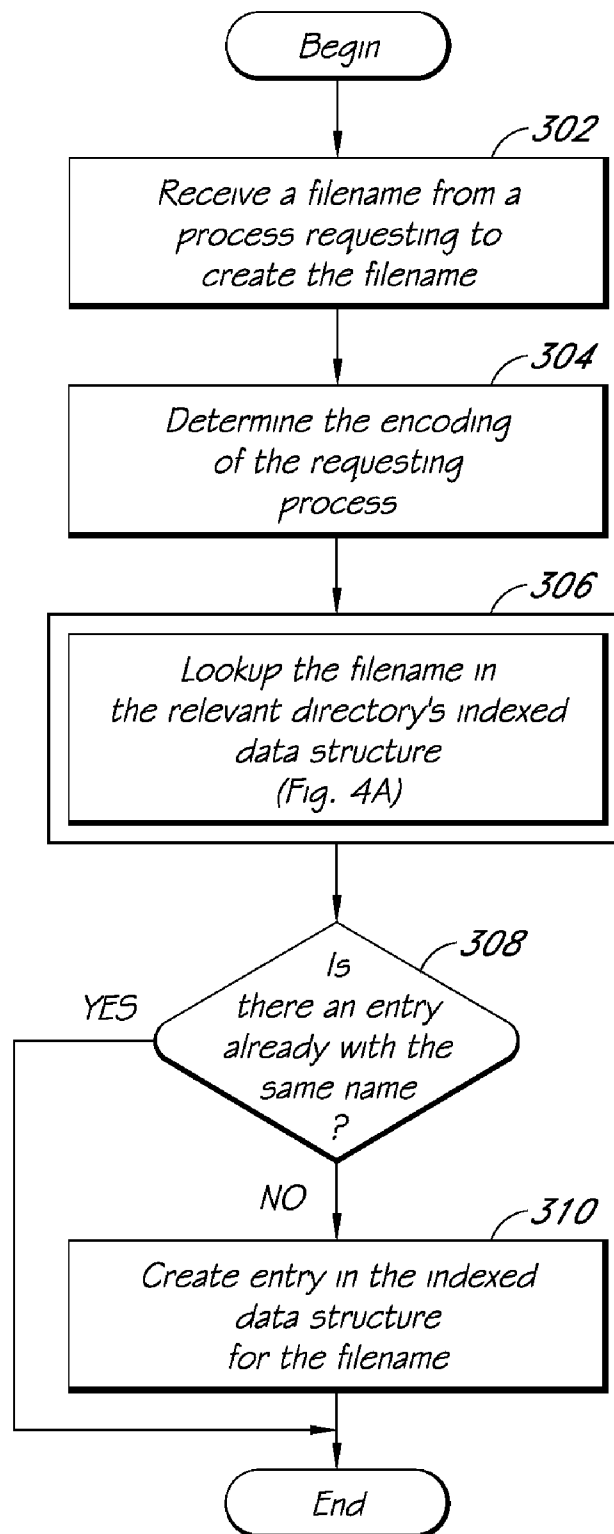 Begin
302
Receive a filename from a
process requesting to
create the filename
304
Determine the encoding
of the requesting
process
306
Lookup the filename in
the relevant directory's indexed
data structure
(Fig. 4A)
308
Is
there an entry
already with the
same name
?
YES
NO
310
Create entry in the indexed
data structure
for the filename
End